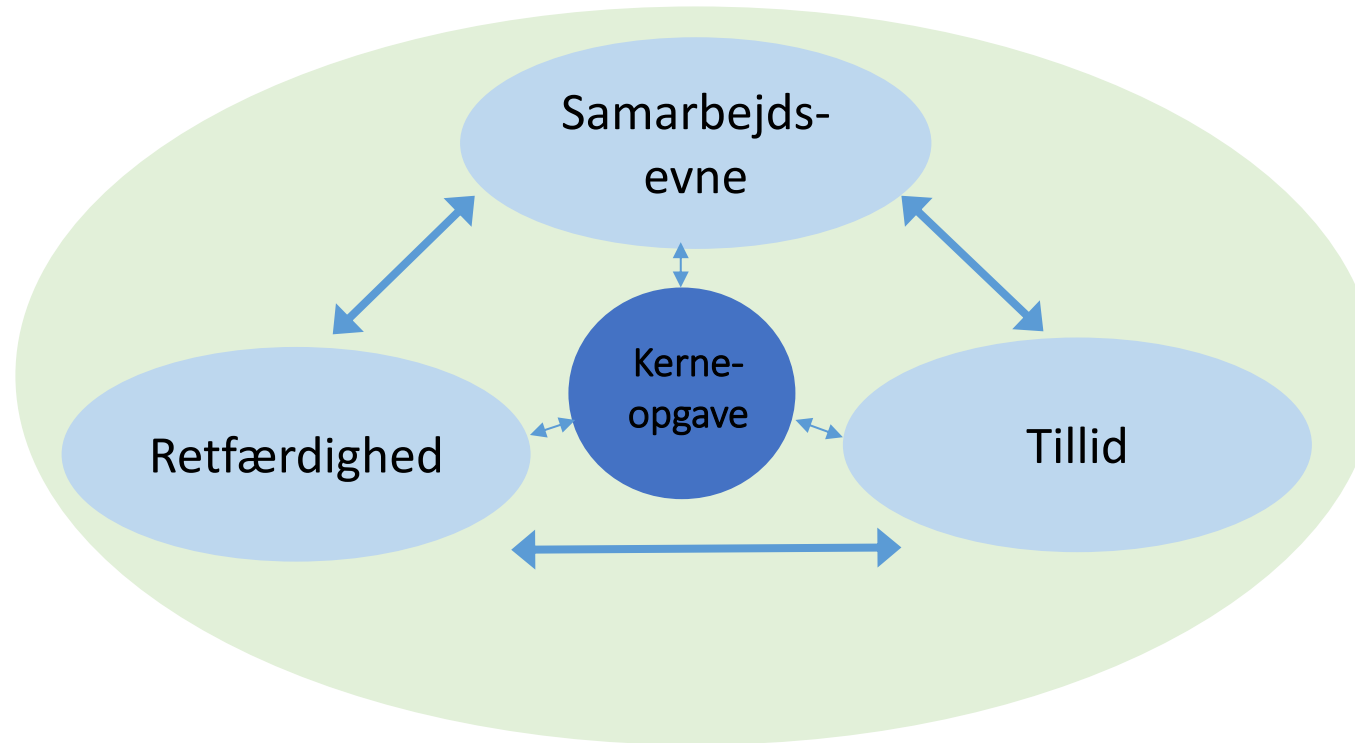 Samarbejds-
evne
Kerne-
opgave
Retfærdighed
Tillid